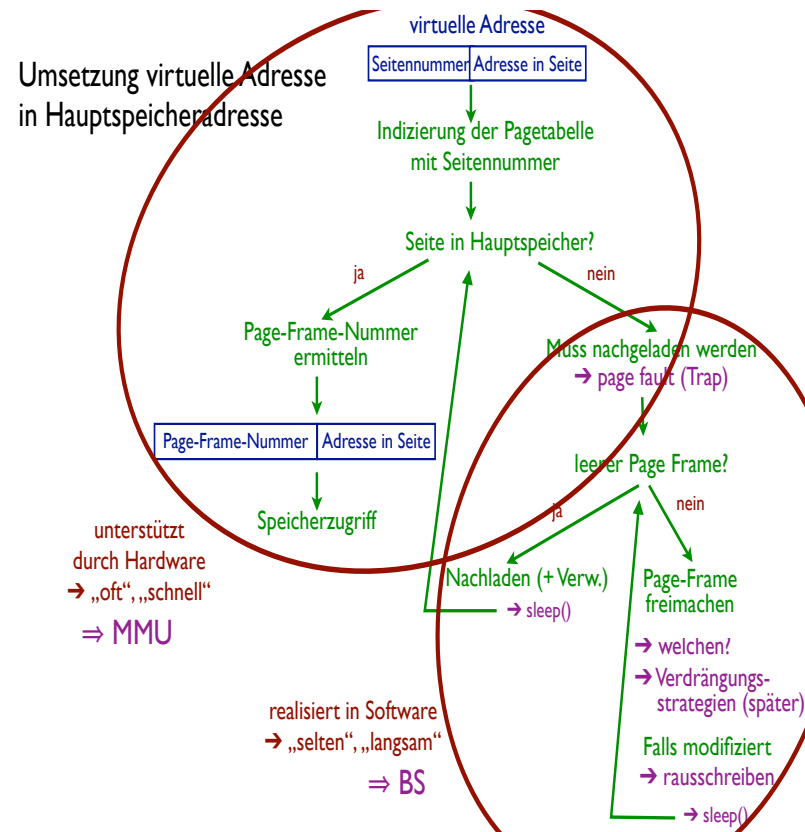 virtuelle Adresse
Umsetzung virtuelle Adresse
in Hauptspeicheradresse
Seitennummer Adresse in Seite
Indizierung der Pagetabelle
mit Seitennummer
Seite in Hauptspeicher?
ja
nein
Page-Frame-Nummer
ermitteln
Muss nachgeladen werden
➔ page fault (Trap)
Page-Frame-Nummer Adresse in Seite
leerer Page Frame?
Speicherzugriff
ja
nein
unterstützt
durch Hardware
➔ „oft“, „schnell“
⇒ MMU
Nachladen (+ Verw.)
➔ sleep()
Page-Frame
freimachen
➔ welchen?
➔ Verdrängungs-
strategien (später)
realisiert in Software
➔ „selten“, „langsam“
⇒ BS
Falls modifiziert
➔ rausschreiben
➔ sleep()